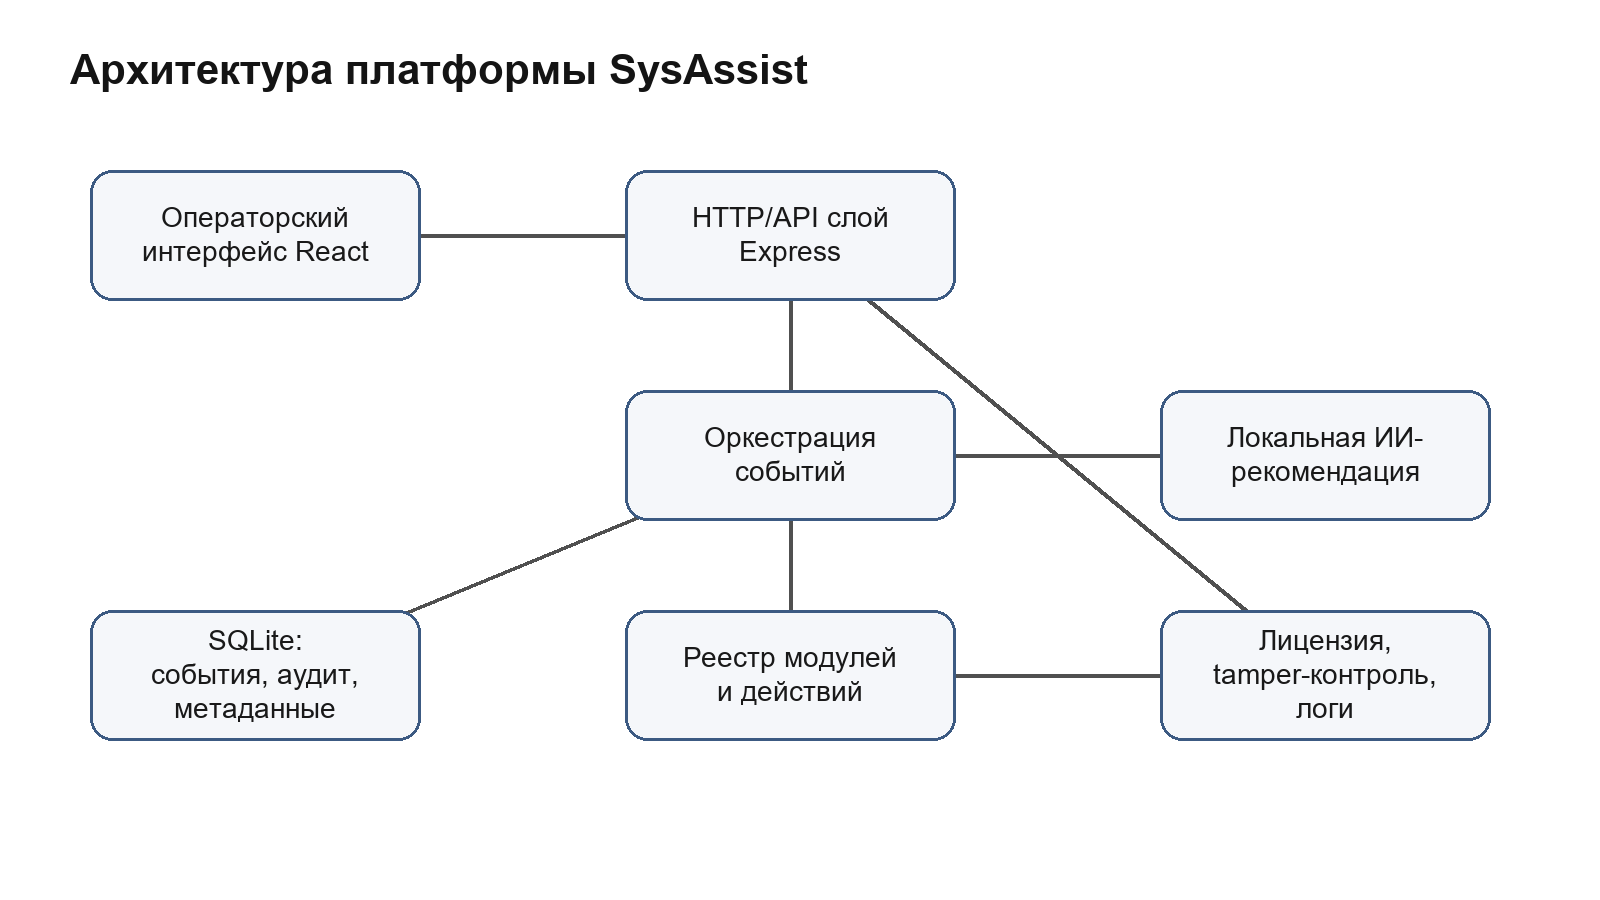 Архитектура платформы SysAssist
Операторский
интерфейс React
HTTP/API слой
Express
Оркестрация
событий
Локальная ИИ-
рекомендация
SQLite:
события, аудит,
метаданные
Реестр модулей
и действий
Лицензия,
tamper-контроль,
логи